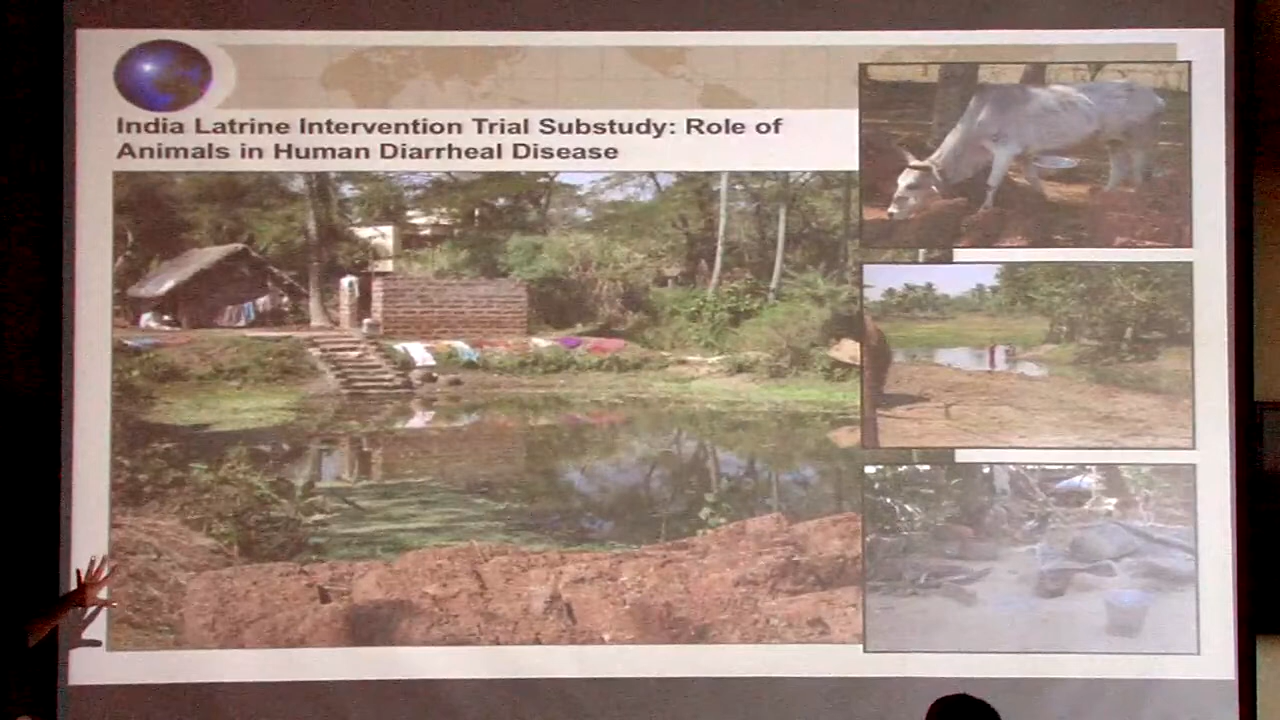 India Latrine Intervention Trial Substudy: Role of
Animals in Human Diarrheal Disease